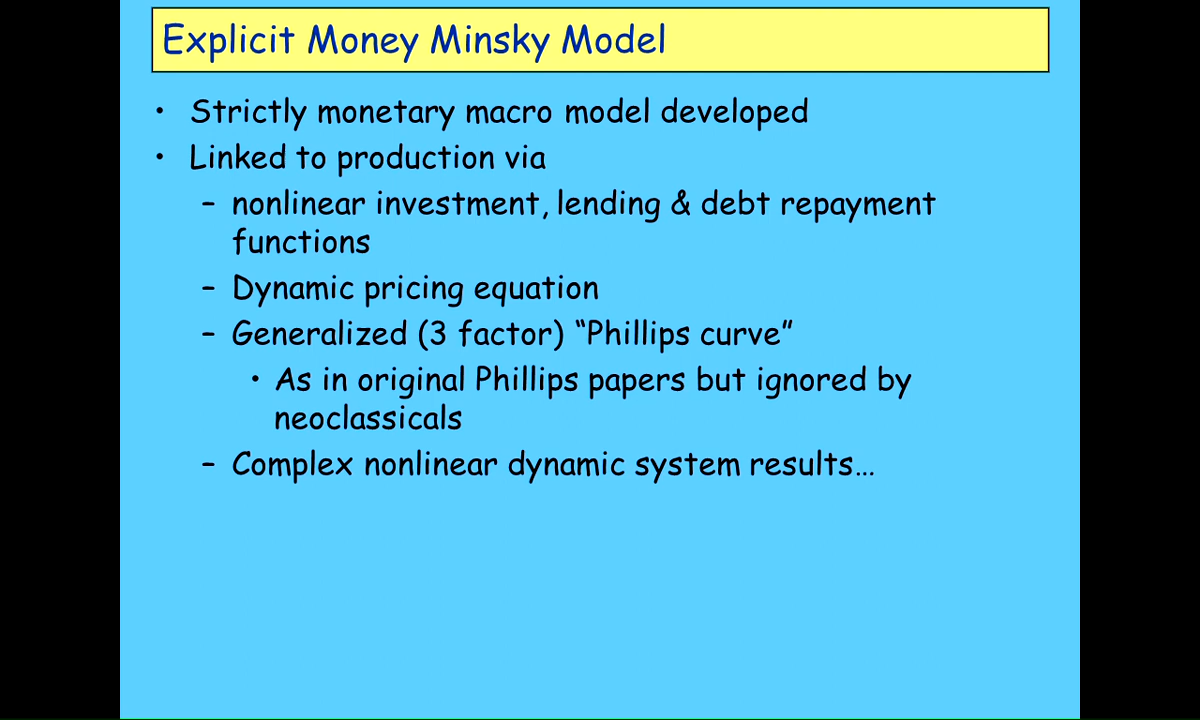 Explicit Money Minsky Model
• Strictly monetary macro model developed
• Linked to production via
– nonlinear investment, lending & debt repayment
functions
– Dynamic pricing equation
– Generalized (3 factor) “Phillips curve”
• As in original Phillips papers but ignored by
neoclassicals
– Complex nonlinear dynamic system results…